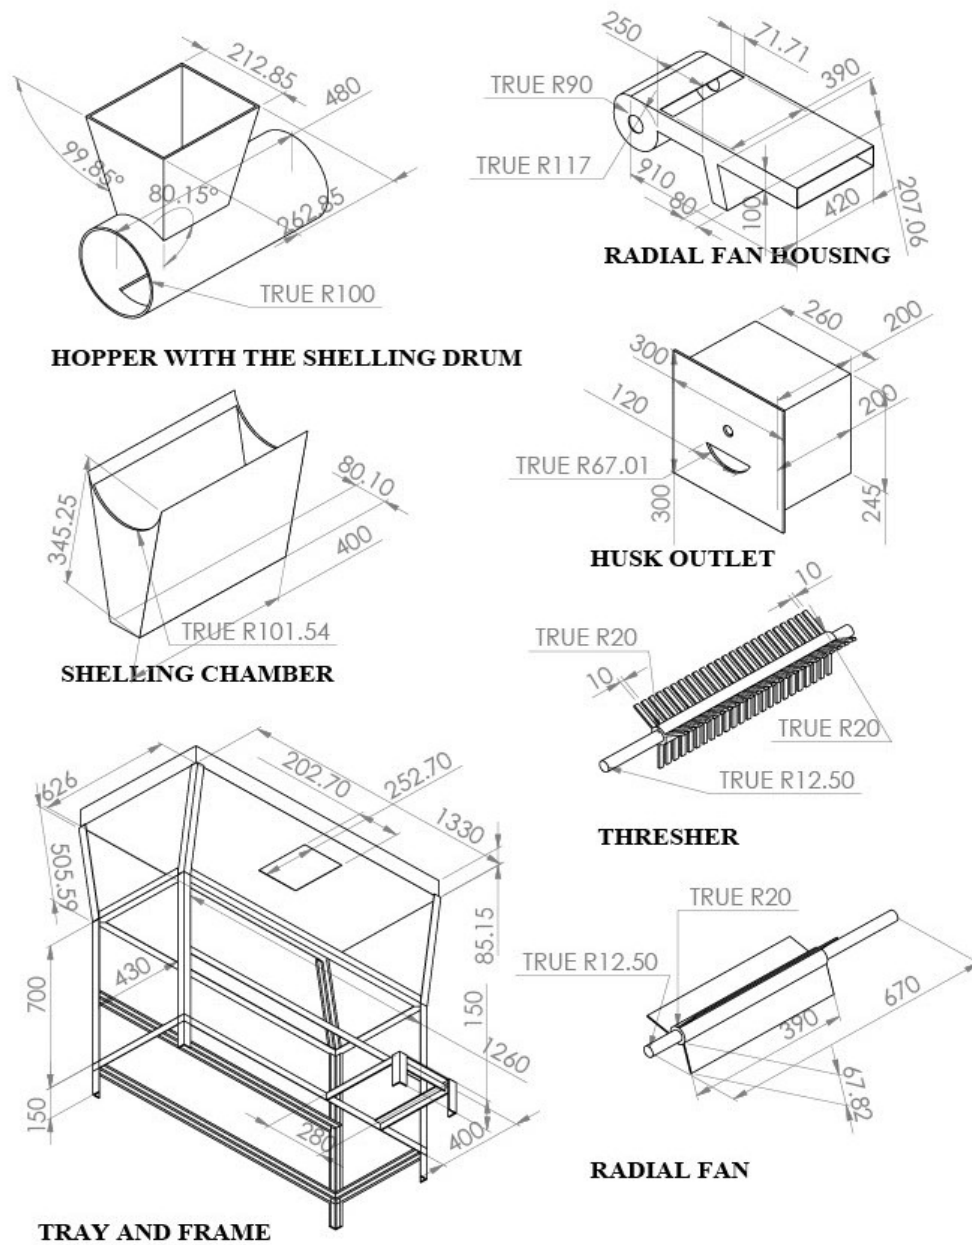 212.85
480
99.85°
80.15°
262.85
TRUE R100
HOPPER WITH THE SHELLING DRUM
250
71.71
TRUE R90
390
TRUE R117
910
80
100
420
207.06
RADIAL FAN HOUSING
345.25
80.10
400
TRUE R101.54
SHELLING CHAMBER
260
200
300
120
200
TRUE R67.01
300
245
HUSK OUTLET
10
TRUE R20
10
TRUE R20
TRUE R12.50
THRESHER
626
202.70
252.70
1330
505.59
85.15
430
700
150
1260
150
280
400
TRAY AND FRAME
TRUE R20
TRUE R12.50
670
390
67.82
RADIAL FAN